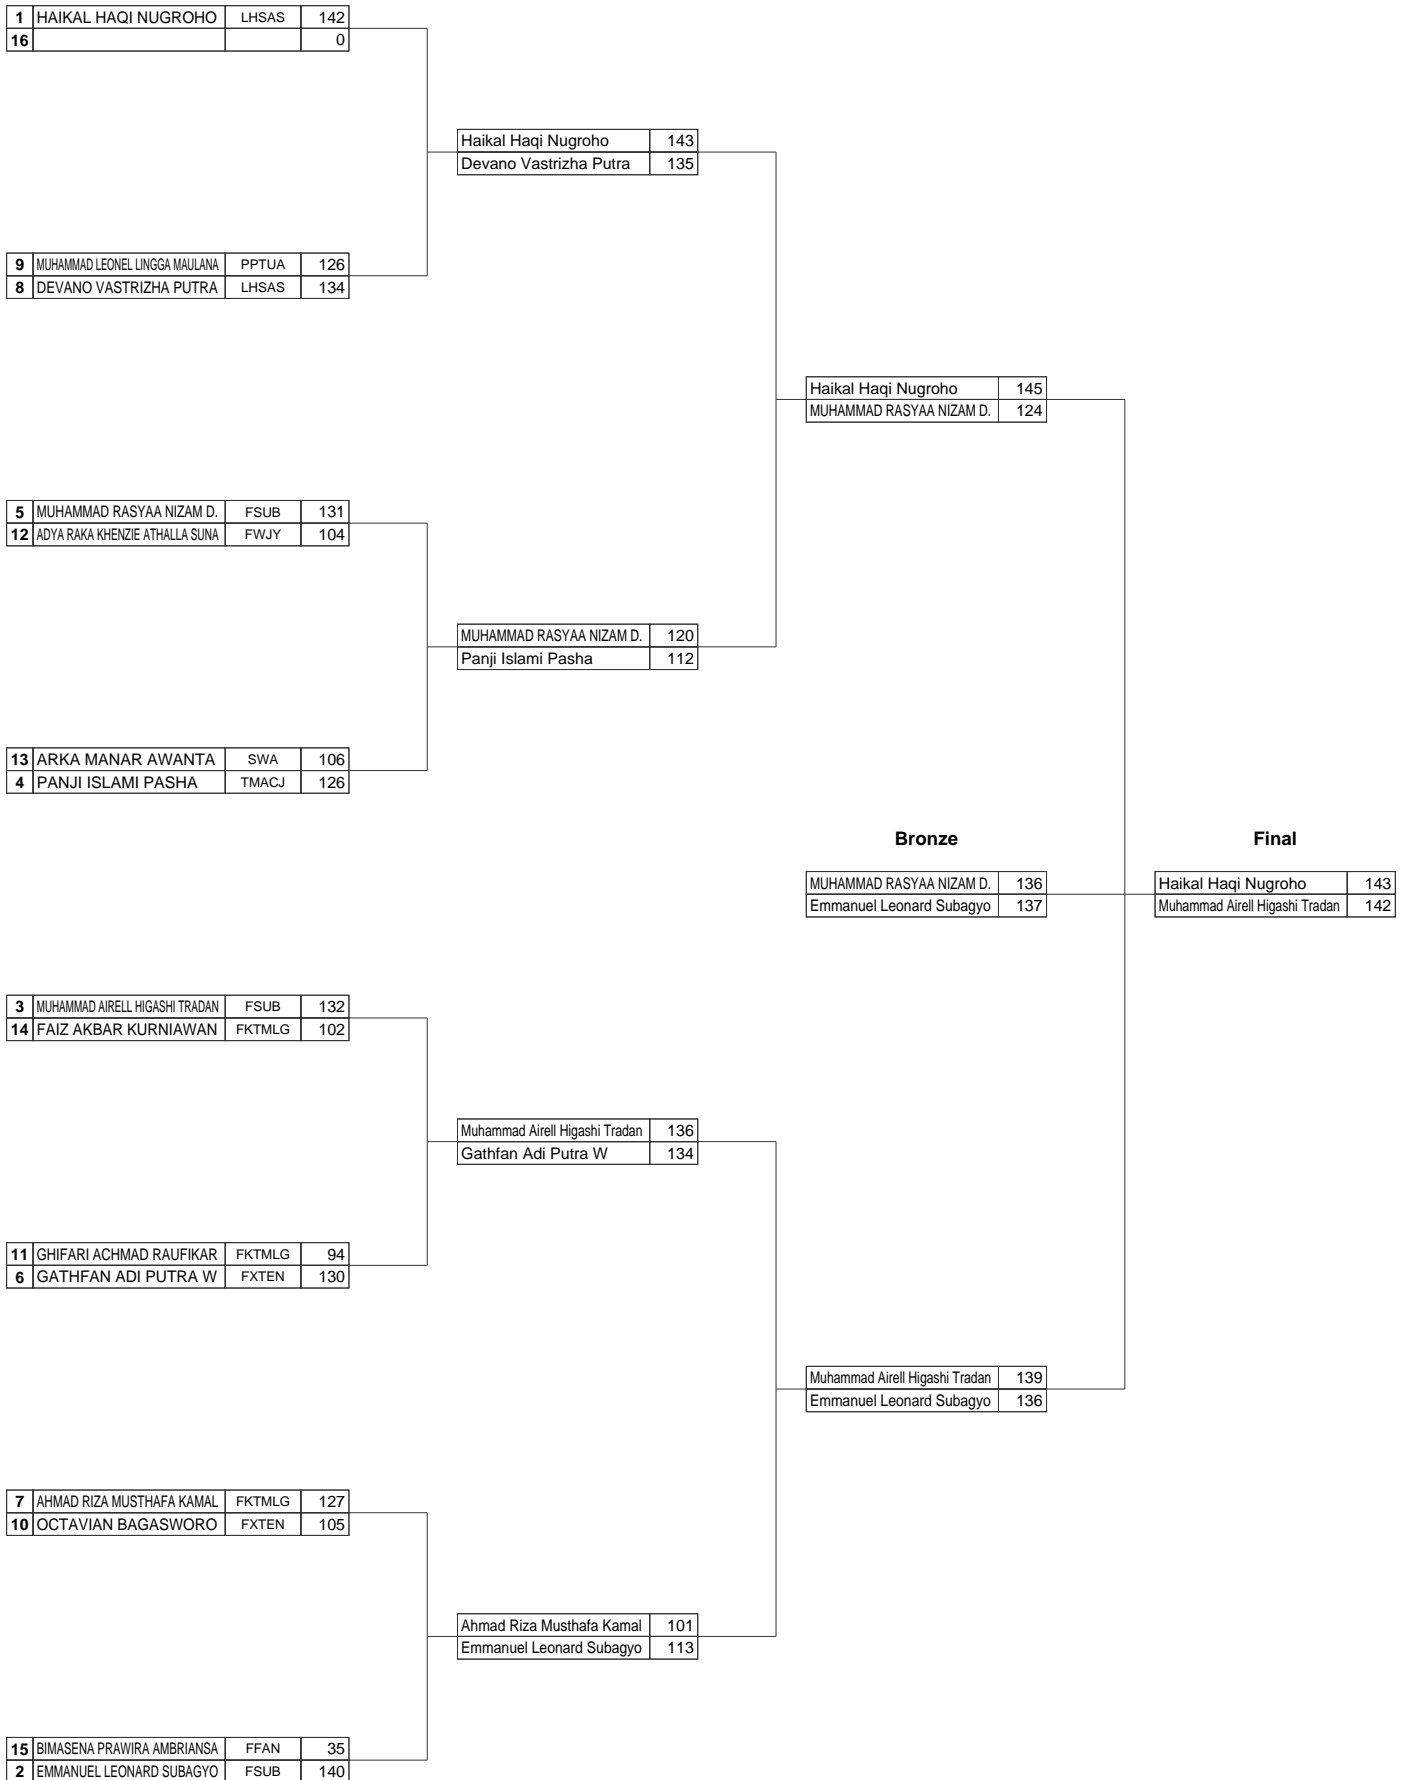 1 HAIKAL HAQI NUGROHO LHSAS 142
16 0
Haikal Haqi Nugroho 143
Devano Vastrizha Putra 135
9 MUHAMMAD LEONEL LINGGA MAULANA PPTUA 126
8 DEVANO VASTRIZHA PUTRA LHSAS 134
Haikal Haqi Nugroho 145
MUHAMMAD RASYAA NIZAM D. 124
5 MUHAMMAD RASYAA NIZAM D. FSUB 131
12 ADYA RAKA KHENZIE ATHALLA SUNA FWJY 104
MUHAMMAD RASYAA NIZAM D. 120
Panji Islami Pasha 112
13 ARKA MANAR AWANTA SWA 106
4 PANJI ISLAMI PASHA TMACJ 126
Bronze Final
MUHAMMAD RASYAA NIZAM D. 136 Haikal Haqi Nugroho 143
Emmanuel Leonard Subagyo 137 Muhammad Airell Higashi Tradan 142
3 MUHAMMAD AIRELL HIGASHI TRADAN FSUB 132
14 FAIZ AKBAR KURNIAWAN FKTMLG 102
Muhammad Airell Higashi Tradan 136
Gathfan Adi Putra W 134
11 GHIFARI ACHMAD RAUFIKAR FKTMLG 94
6 GATHFAN ADI PUTRA W FXTEN 130
Muhammad Airell Higashi Tradan 139
Emmanuel Leonard Subagyo 136
7 AHMAD RIZA MUSTHAFA KAMAL FKTMLG 127
10 OCTAVIAN BAGASWORO FXTEN 105
Ahmad Riza Musthafa Kamal 101
Emmanuel Leonard Subagyo 113
15 BIMASENA PRAWIRA AMBRIANSA FFAN 35
2 EMMANUEL LEONARD SUBAGYO FSUB 140